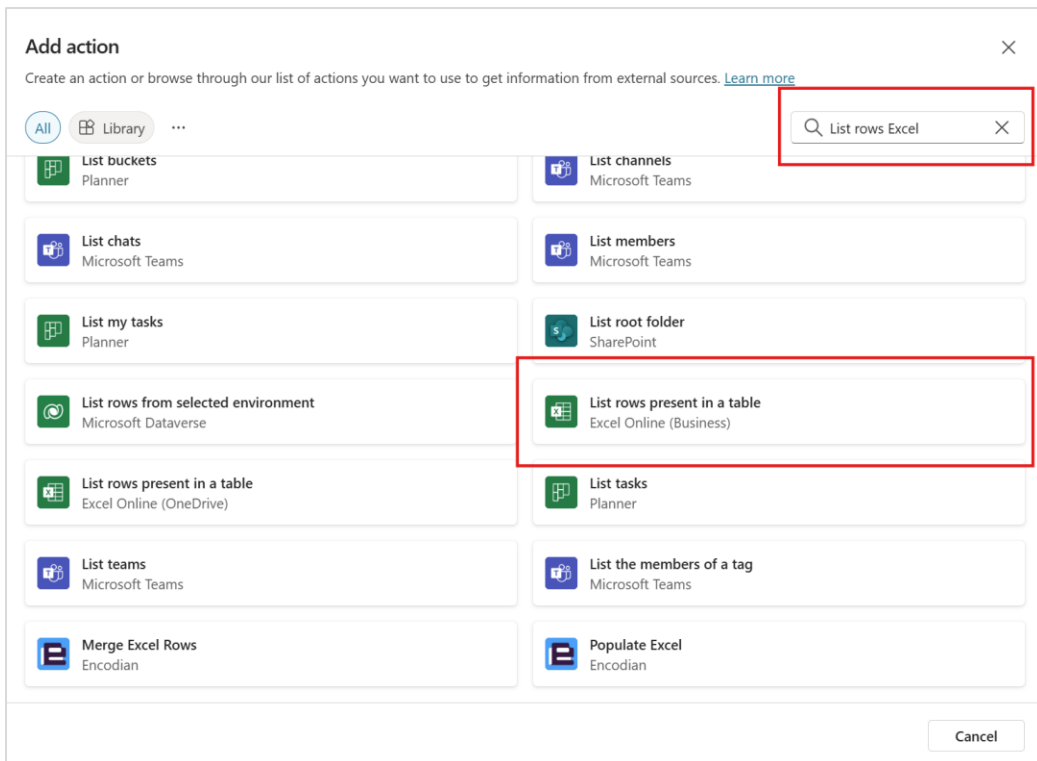 Add action
Create an action or browse through our list of actions you want to use to get information from external sources. Learn more
All
Library
...
List rows Excel
List buckets
Planner
List channels
Microsoft Teams
List chats
Microsoft Teams
List members
Microsoft Teams
List my tasks
Planner
List root folder
SharePoint
List rows from selected environment
Microsoft Dataverse
List rows present in a table
Excel Online (Business)
List rows present in a table
Excel Online (OneDrive)
List tasks
Planner
List teams
Microsoft Teams
List the members of a tag
Microsoft Teams
Merge Excel Rows
Encodian
Populate Excel
Encodian
Cancel